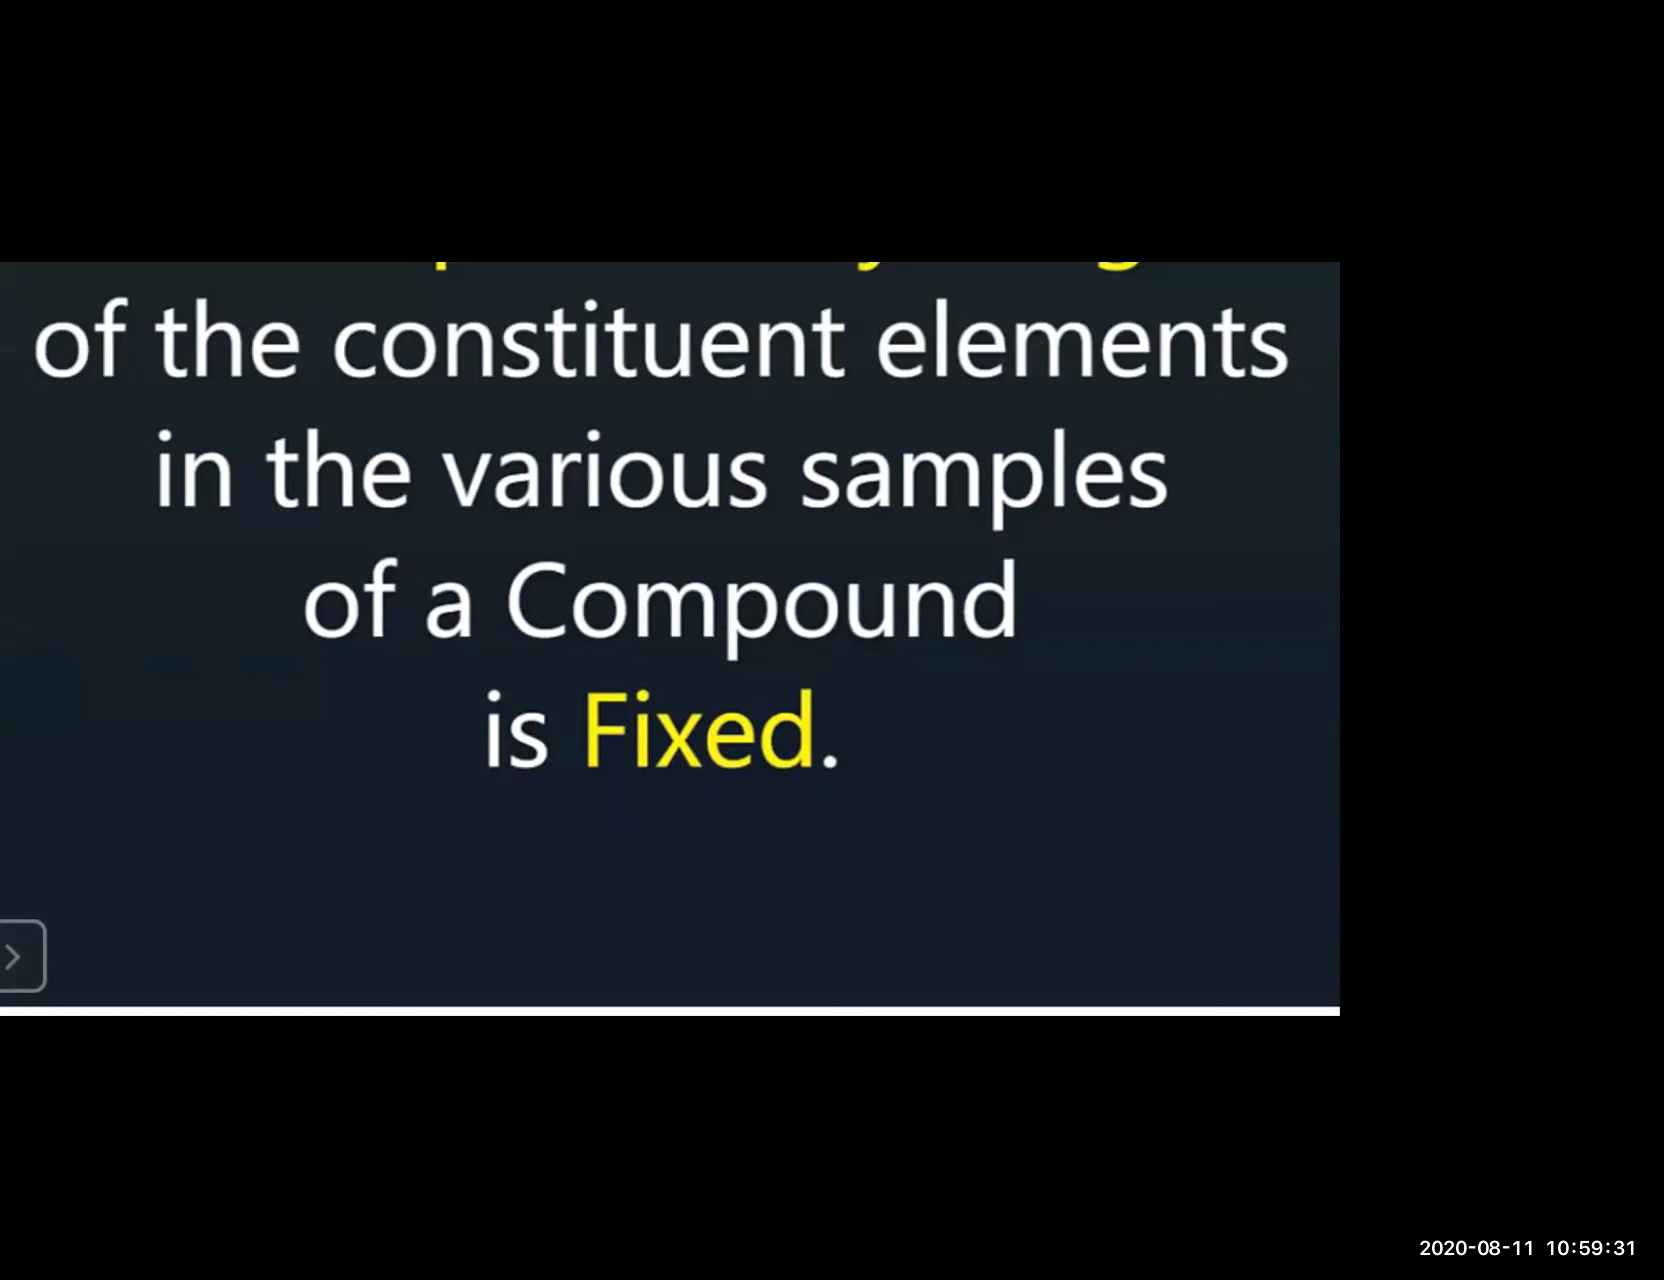 of the constituent elements
in the various samples
of a Compound
is Fixed.
2020-08-11 10:59:31